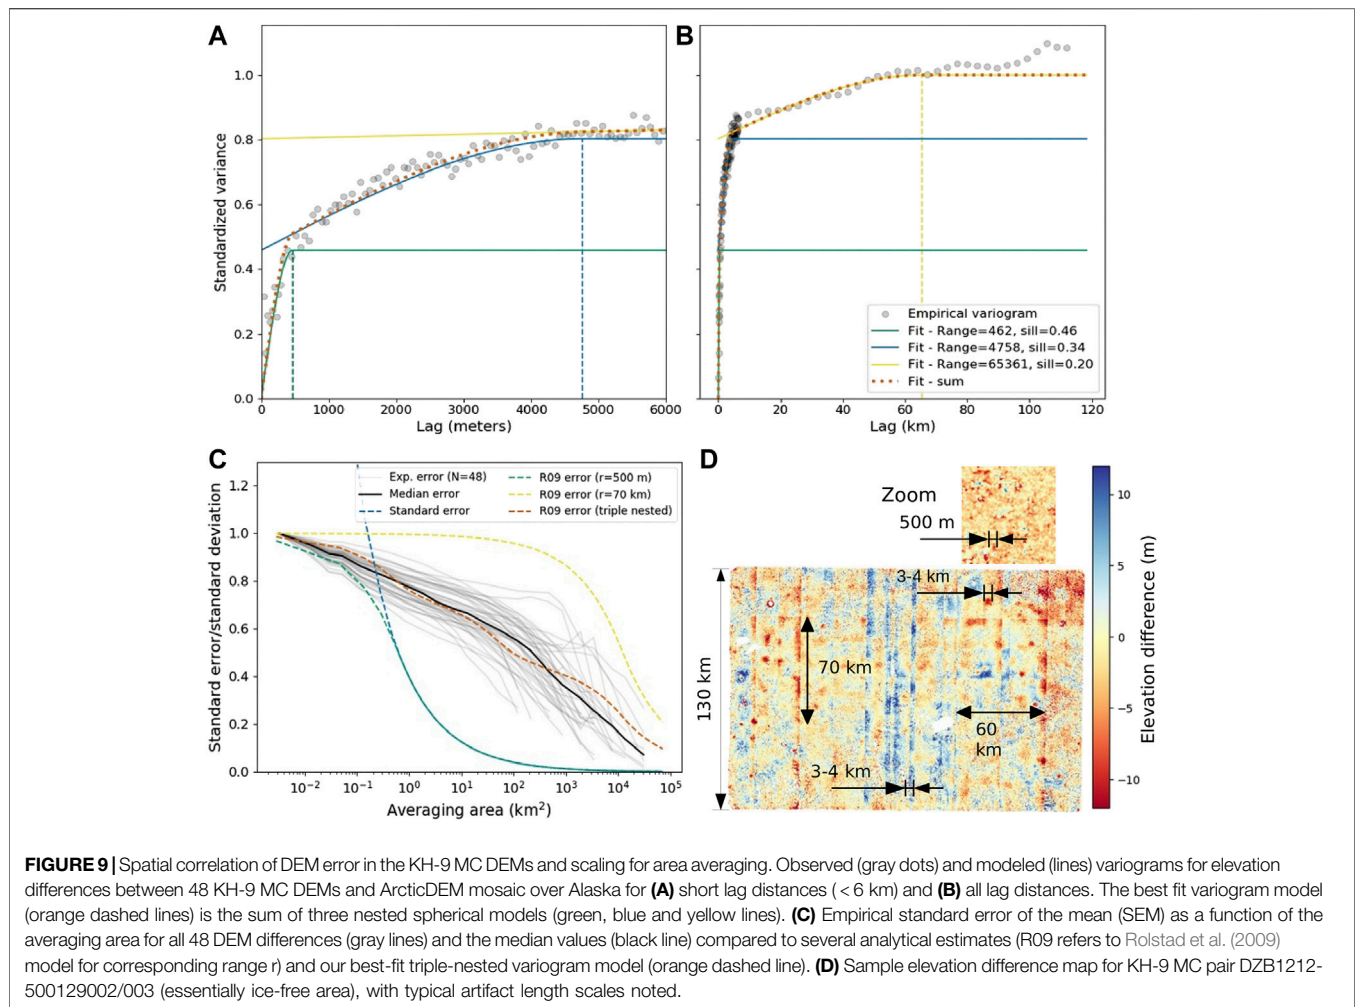 A
B
1.0
0.8
0.6
0.4
0.2
0.0
Standardized variance
0
1000
2000
3000
4000
5000
6000
Lag (meters)
Empirical variogram
Fit - Range=462, sill=0.46
Fit - Range=4758, sill=0.34
Fit - Range=65361, sill=0.20
Fit - sum
0
20
40
60
80
100
120
Lag (km)
C
1.2
1.0
0.8
0.6
0.4
0.2
0.0
Standard error/standard deviation
Exp. error (N=48)
Median error
Standard error
R09 error (r=500 m)
R09 error (r=70 km)
R09 error (triple nested)
10⁻²
10⁻¹
10⁰
10¹
10²
10³
10⁴
10⁵
Averaging area (km²)
D
Zoom
500 m
3-4 km
130 km
70 km
60
km
3-4 km
10
5
0
−5
−10
Elevation difference (m)
FIGURE 9 | Spatial correlation of DEM error in the KH-9 MC DEMs and scaling for area averaging. Observed (gray dots) and modeled (lines) variograms for elevation
differences between 48 KH-9 MC DEMs and ArcticDEM mosaic over Alaska for (A) short lag distances (<6 km) and (B) all lag distances. The best fit variogram model
(orange dashed lines) is the sum of three nested spherical models (green, blue and yellow lines). (C) Empirical standard error of the mean (SEM) as a function of the
averaging area for all 48 DEM differences (gray lines) and the median values (black line) compared to several analytical estimates (R09 refers to Rolstad et al. (2009)
model for corresponding range r) and our best-fit triple-nested variogram model (orange dashed line). (D) Sample elevation difference map for KH-9 MC pair DZB1212-
500129002/003 (essentially ice-free area), with typical artifact length scales noted.